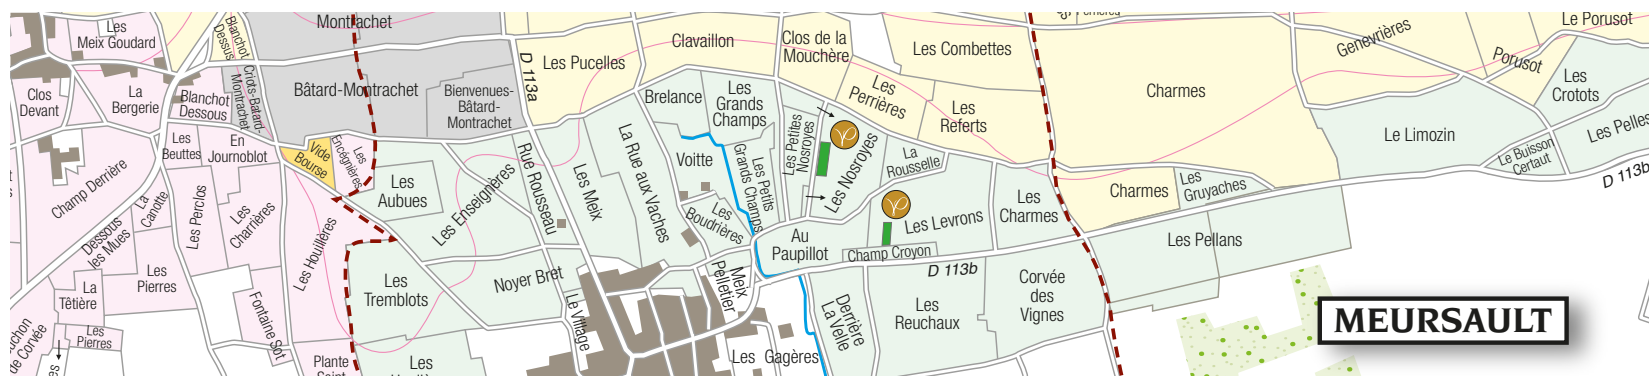 Les
Meix Goudard
Clos
Devant
La
Bergerie
Blanchot
Dessus
Montrachet
Blanchot
Dessous
Criots-Batard-
Montrachet
Bâtard-Montrachet
Bienvenues-
Bâtard-
Montrachet
D 113a
Les Pucelles
Clavaillon
Clos de la
Mouchère
Les Combettes
Les
Perrières
Les
Referts
Charmes
Genevrières
Le Porusot
Porusot
Les
Crotots
Le Limozin
Les Pelles
Le Buisson
Certaut
D 113b
Champ Derrière
Les
Beuttes
En
Journoblot
Vide
Bourse
Les
Encégnières
Les
Aubues
Les Enseignères
Rue Rousseau
Les Meix
La Rue aux Vaches
Brelance
Les
Grands
Champs
Voitte
Les Petits
Grands Champs
Les Petites
Nosroyes
Les Nosroyes
La
Rousselle
Les
Boudrières
Au
Paupillot
Les Levrons
Champ Croyon
Les
Charmes
Charmes
Les
Gruyaches
Les Pellans
D 113b
Corvée
des
Vignes
Les
Reuchaux
Derrière
La Velle
Meix
Pelletier
Les Gagères
Le Village
Noyer Bret
Les
Tremblots
Les Houillères
Les
Charrières
Les Perclos
La
Canotte
Dessous
les Mues
Les
Pierres
La
Têtière
Les
Pierres
Fontaine Sot
Plante
de Corvée
Les
MEURSAULT